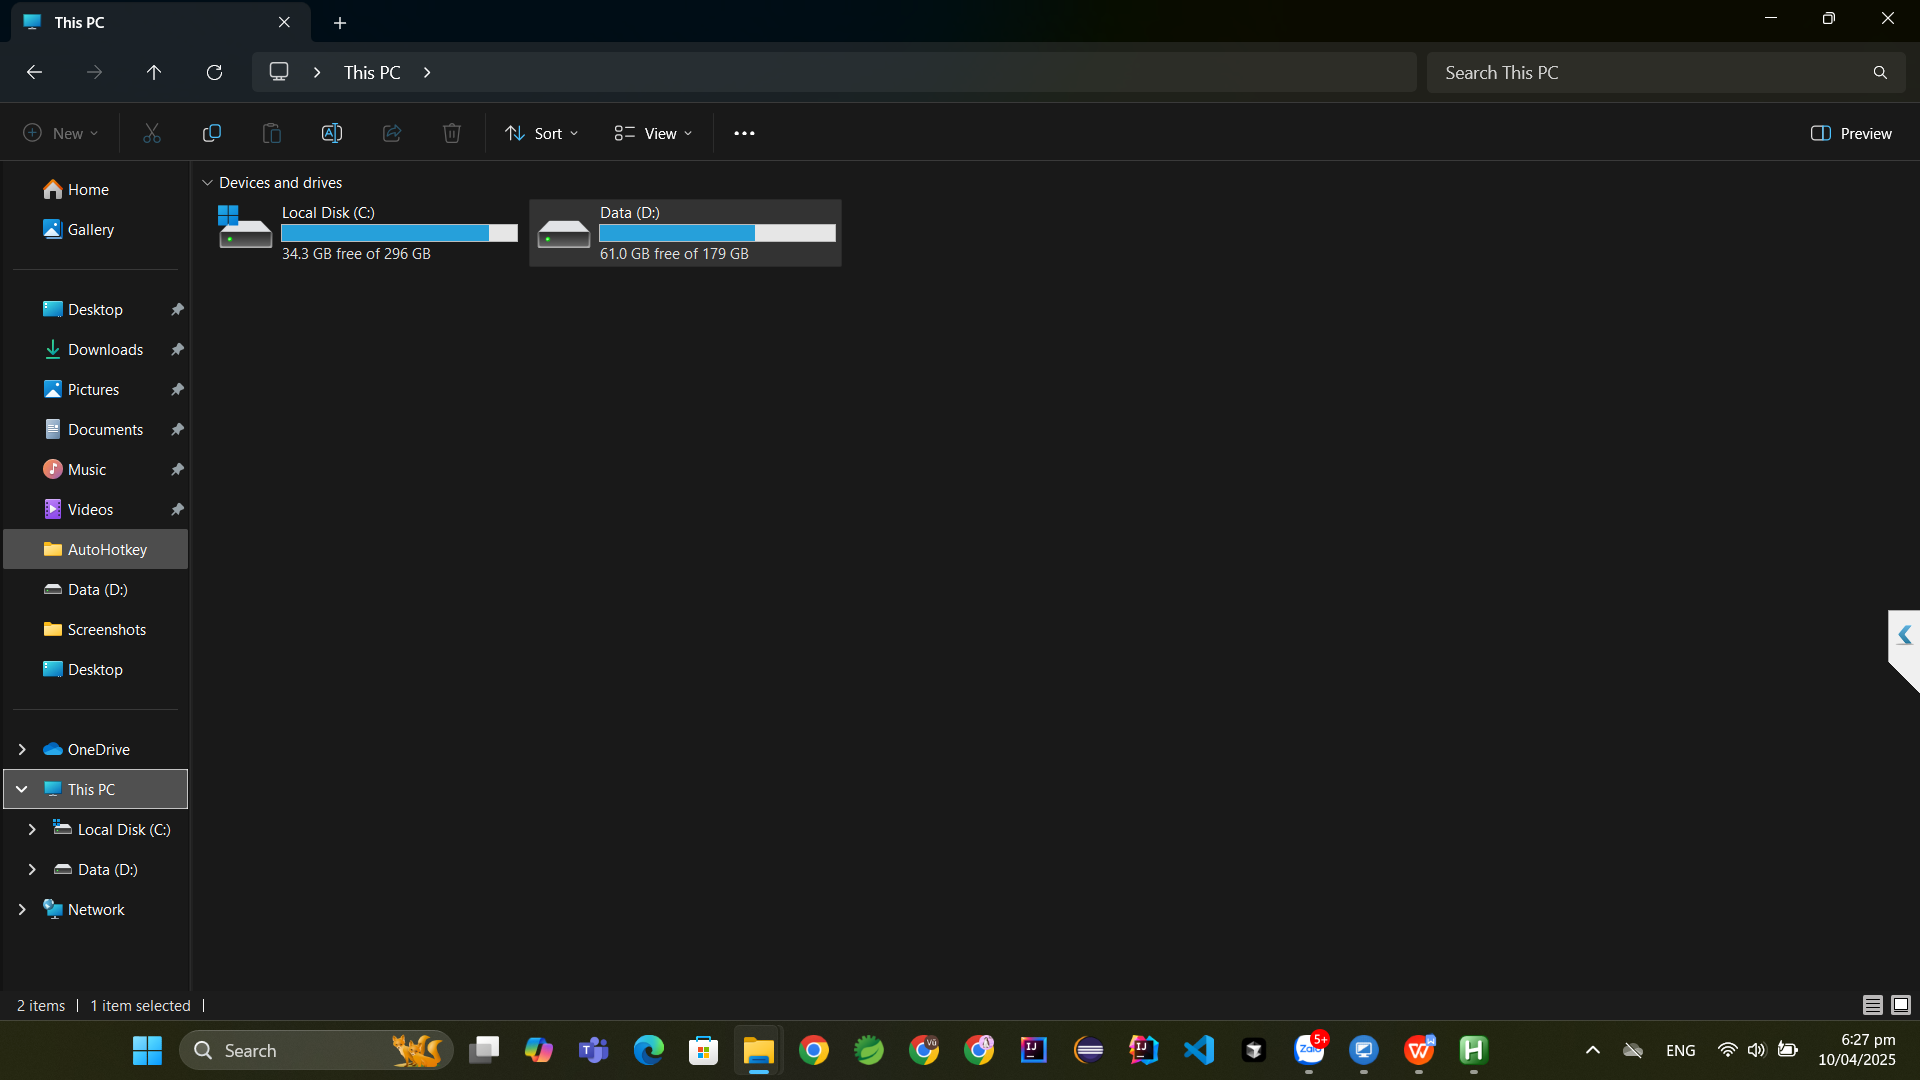 This PC
This PC
Search This PC
New
Sort
View
Preview
Home
Gallery
Desktop
Downloads
Pictures
Documents
Music
Videos
AutoHotkey
Data (D:)
Screenshots
Desktop
OneDrive
This PC
Local Disk (C:)
Data (D:)
Network
Devices and drives
Local Disk (C:)
34.3 GB free of 296 GB
Data (D:)
61.0 GB free of 179 GB
2 items
1 item selected
Search
Vũ
Zalo
5+
ENG
6:27 pm
10/04/2025